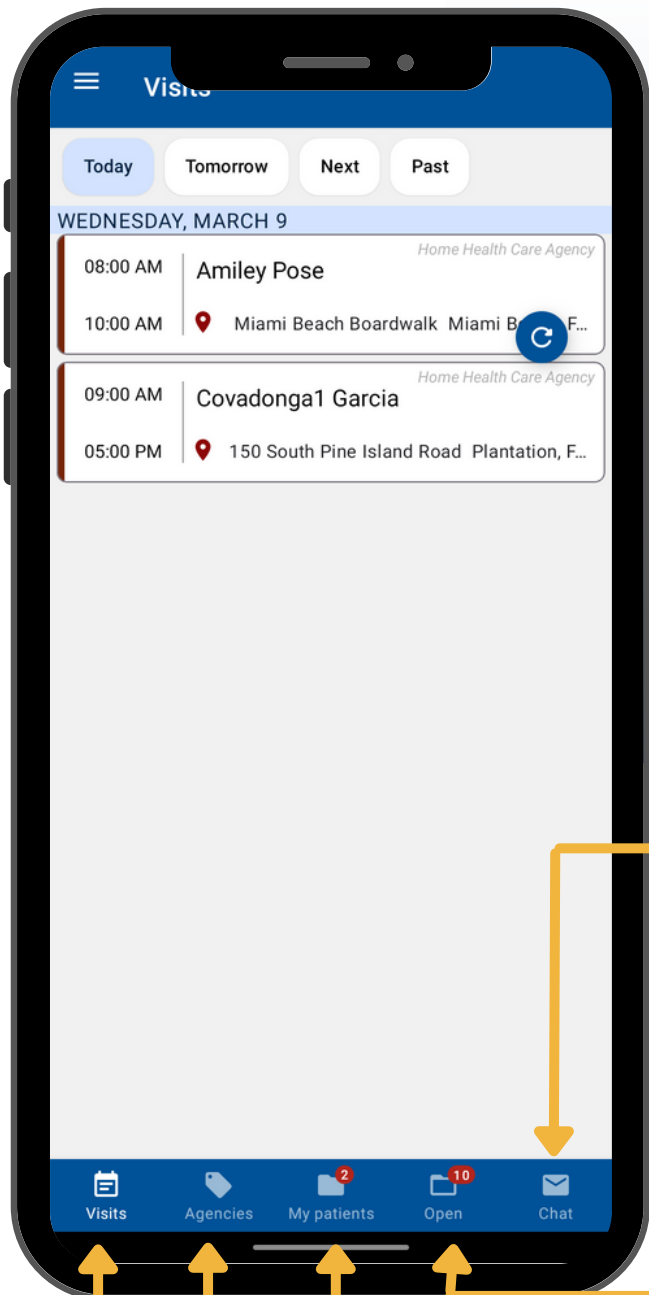 Visits
Today Tomorrow Next Past
WEDNESDAY, MARCH 9
Home Health Care Agency
08:00 AM Amiley Pose
10:00 AM Miami Beach Boardwalk Miami B F...
Home Health Care Agency
09:00 AM Covadonga1 Garcia
05:00 PM 150 South Pine Island Road Plantation, F...
2 10
Visits Agencies My patients Open Chat